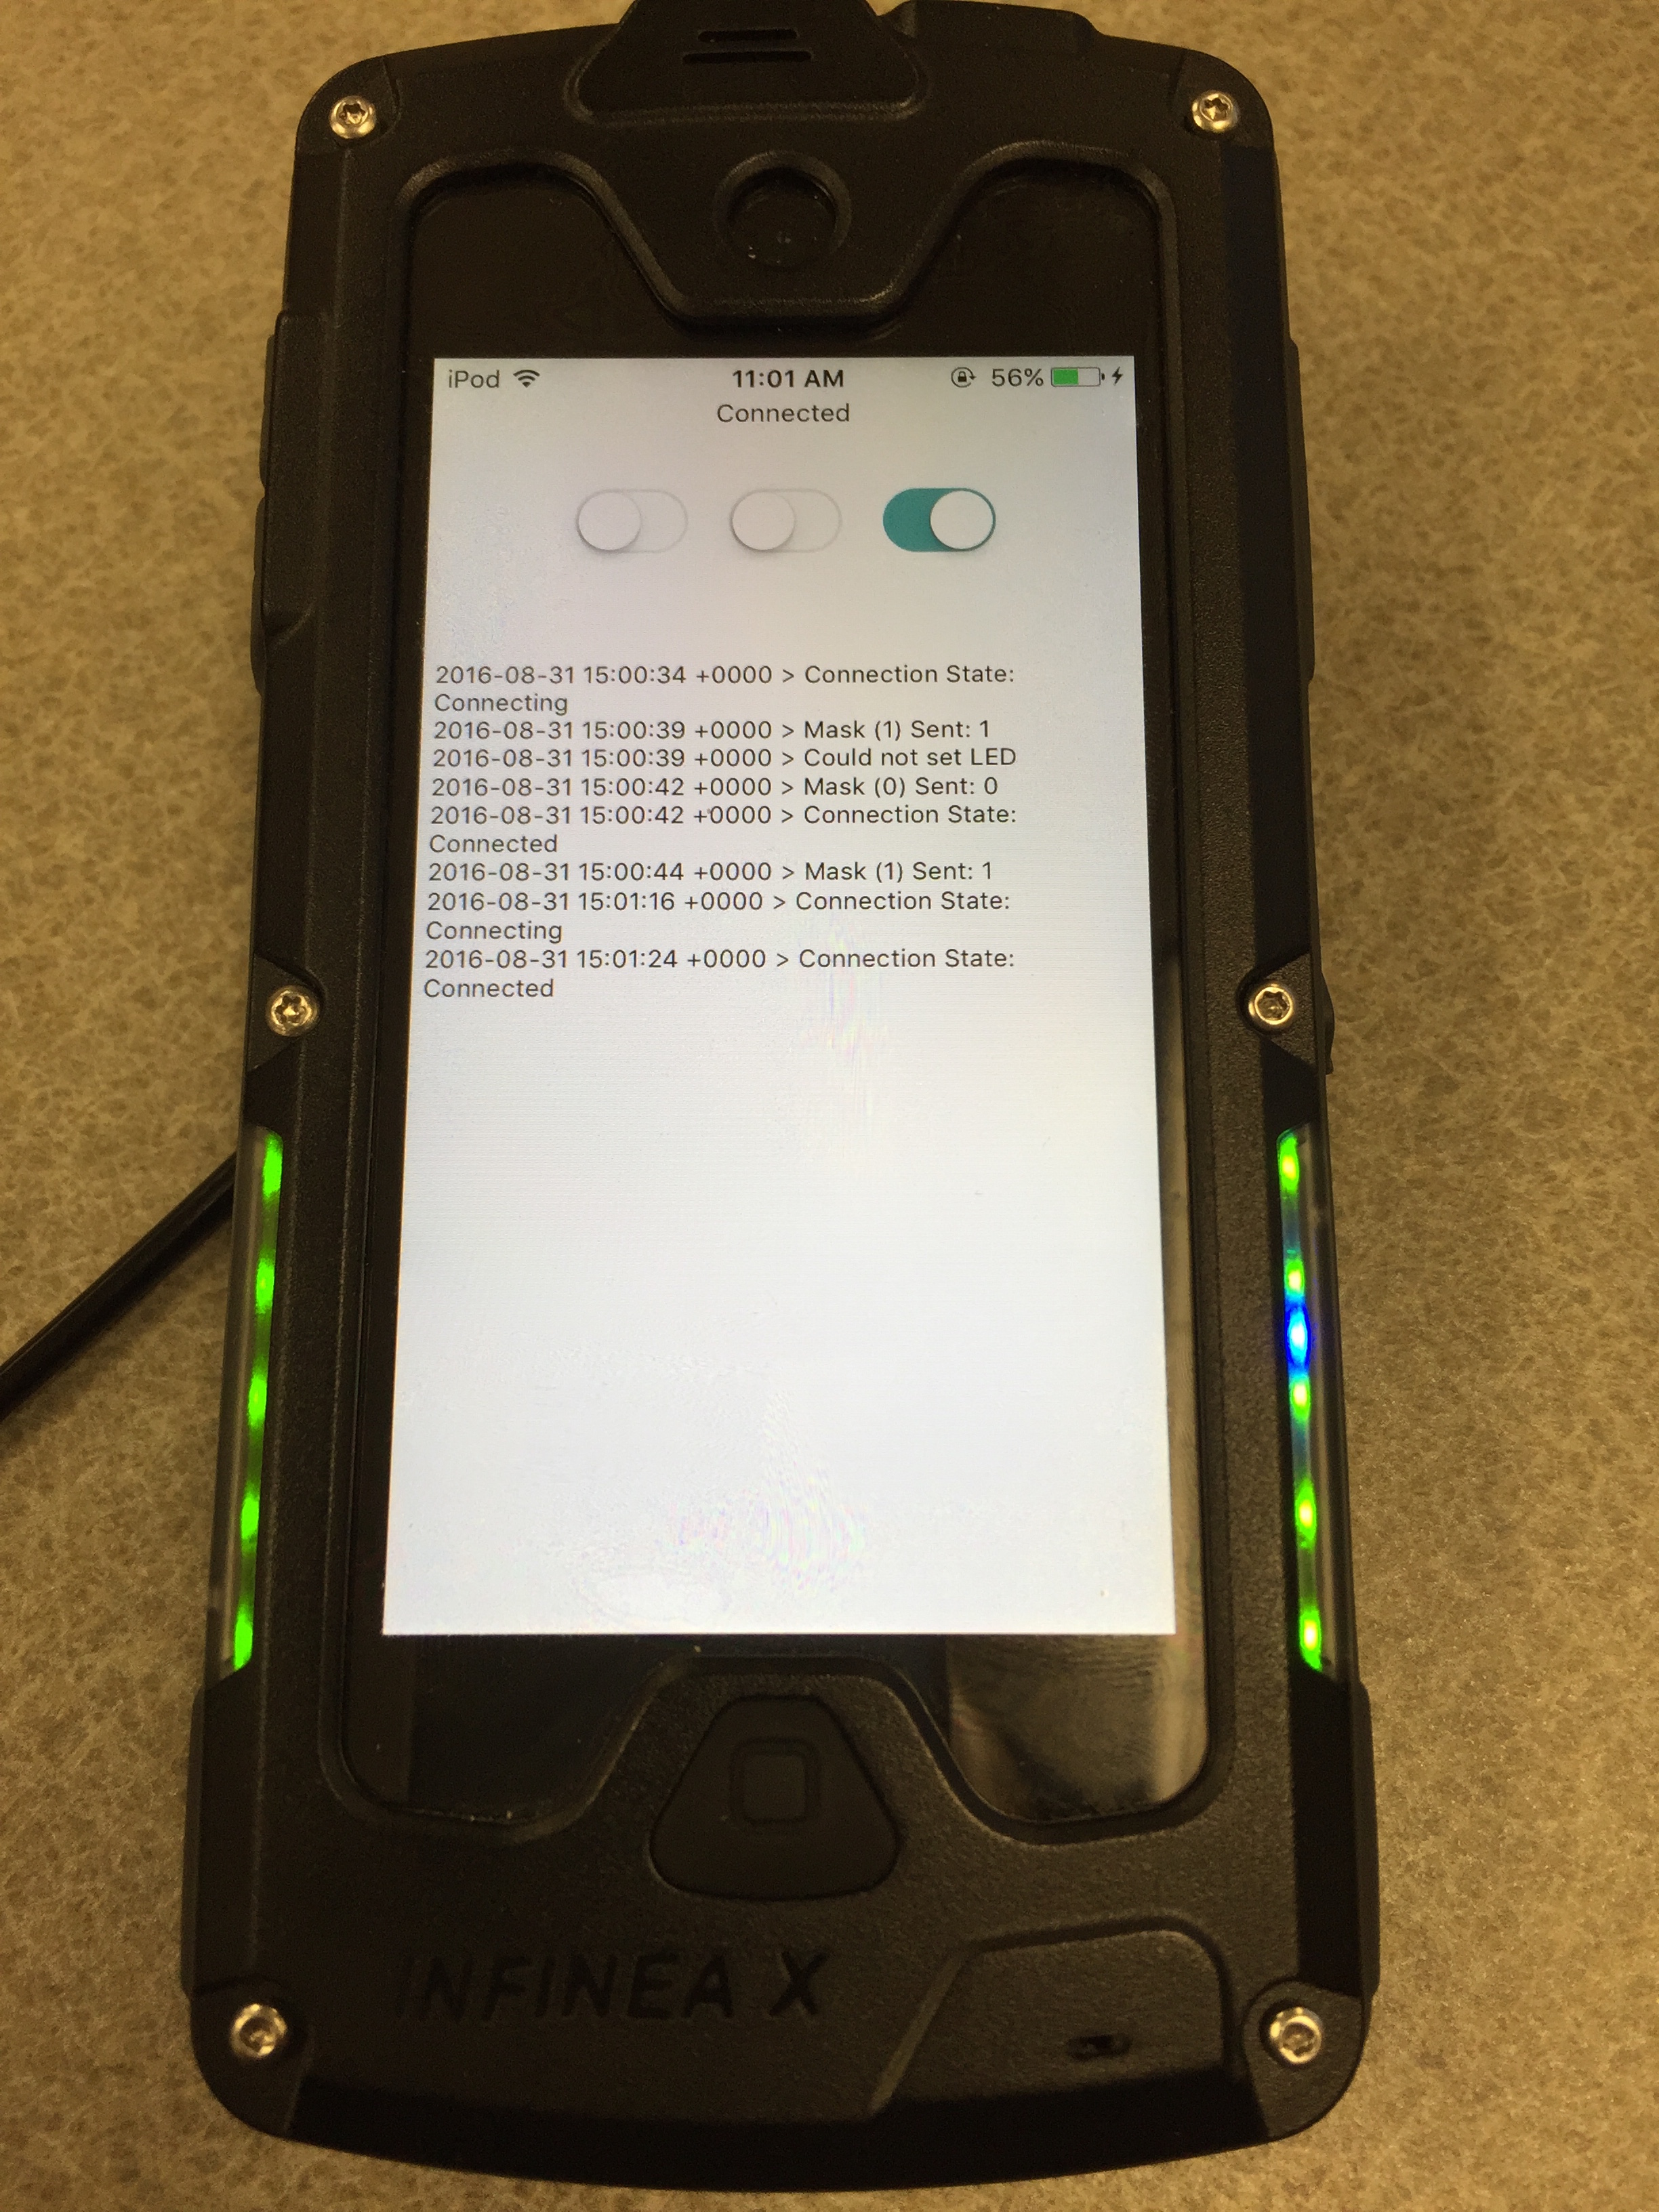 iPod 11:01 AM 56%
Connected
2016-08-31 15:00:34 +0000 > Connection State:
Connecting
2016-08-31 15:00:39 +0000 > Mask (1) Sent: 1
2016-08-31 15:00:39 +0000 > Could not set LED
2016-08-31 15:00:42 +0000 > Mask (0) Sent: 0
2016-08-31 15:00:42 +0000 > Connection State:
Connected
2016-08-31 15:00:44 +0000 > Mask (1) Sent: 1
2016-08-31 15:01:16 +0000 > Connection State:
Connecting
2016-08-31 15:01:24 +0000 > Connection State:
Connected
INFINEA X